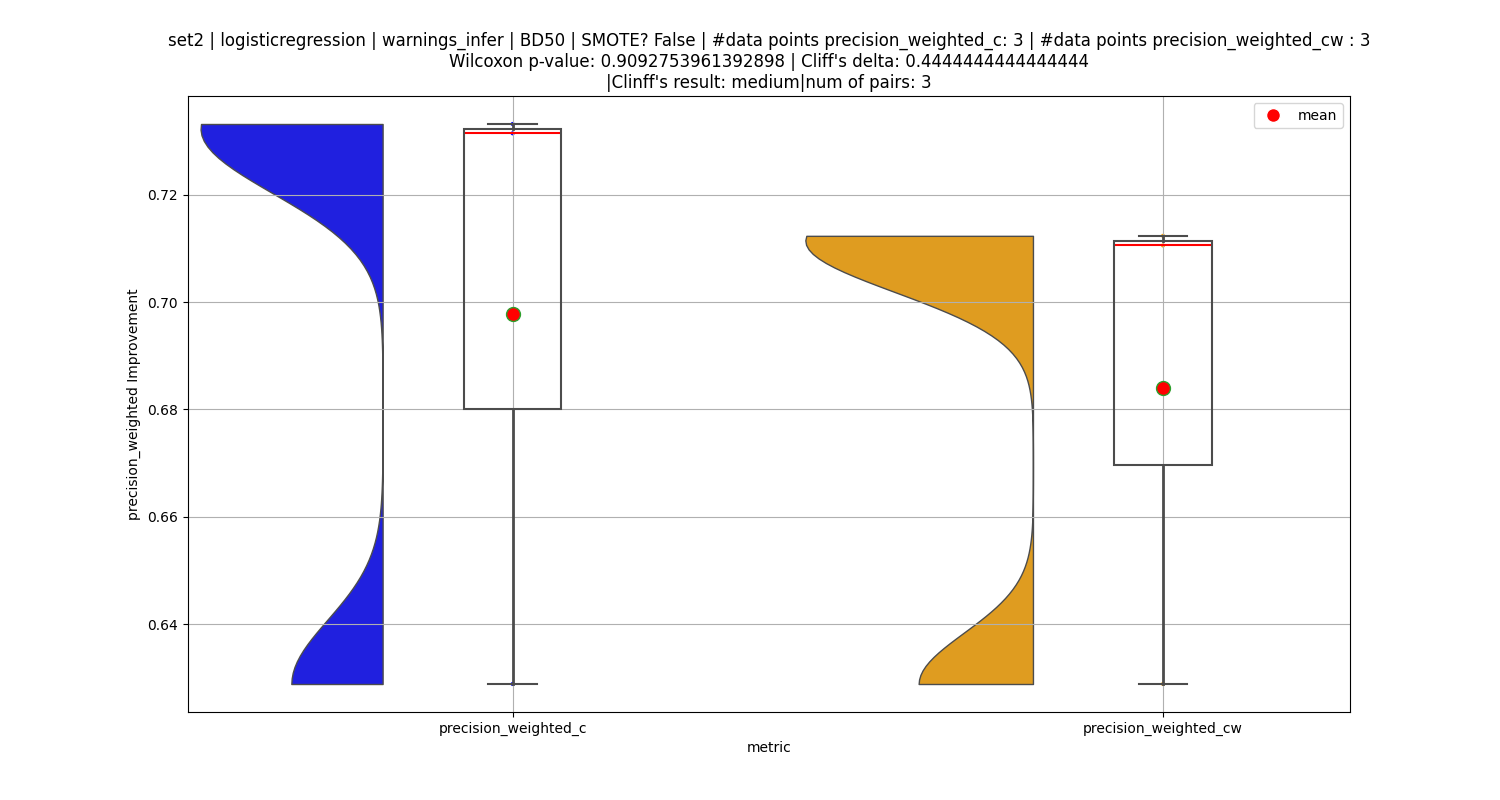 set2 | logisticregression | warnings_infer | BD50 | SMOTE? False | #data points precision_weighted_c: 3 | #data points precision_weighted_cw : 3
Wilcoxon p-value: 0.9092753961392898 | Cliff's delta: 0.4444444444444444
|Clinff's result: medium|num of pairs: 3
mean
precision_weighted Improvement
0.72
0.70
0.68
0.66
0.64
precision_weighted_c
precision_weighted_cw
metric